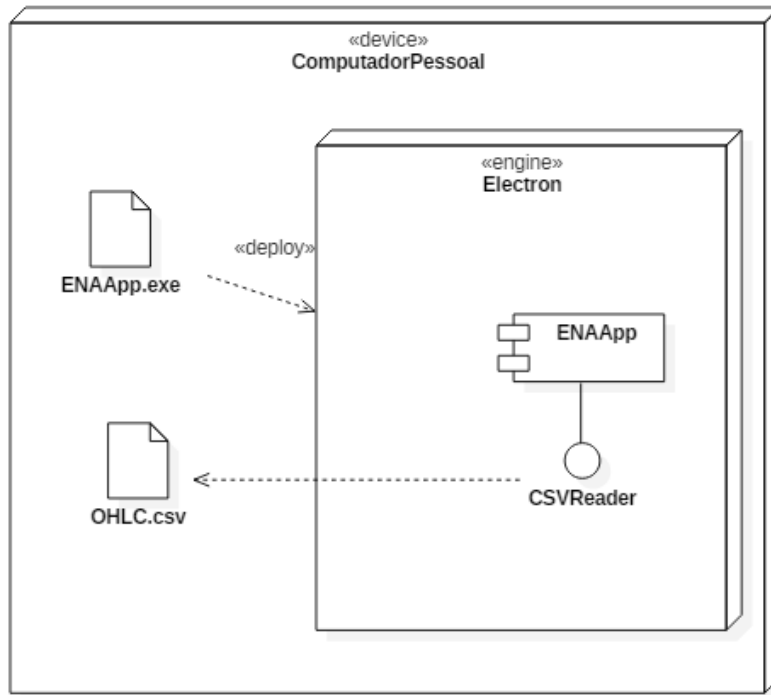 «device»
ComputadorPessoal
«engine»
Electron
«deploy»
ENAApp.exe
ENAApp
OHLC.csv
CSVReader